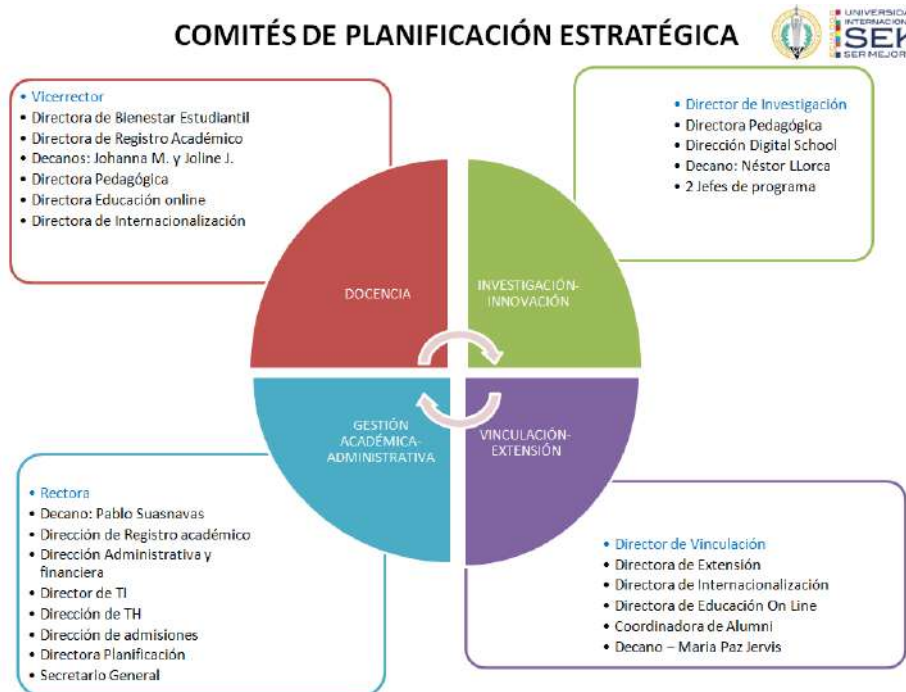 COMITÉS DE PLANIFICACIÓN ESTRATÉGICA
UNIVERSIDA
INTERNACION
SEK
SER MEJOR
• Vicerrector
• Directora de Bienestar Estudiantil
• Directora de Registro Académico
• Decanos: Johanna M. y Joline J.
• Directora Pedagógica
• Directora Educación online
• Directora de Internacionalización
• Director de Investigación
• Directora Pedagógica
• Dirección Digital School
• Decano: Néstor LLorca
• 2 Jefes de programa
DOCENCIA
INVESTIGACIÓN-
INNOVACIÓN
GESTIÓN
ACADÉMICA-
ADMINISTRATIVA
VINCULACIÓN-
EXTENSIÓN
• Rectora
• Decano: Pablo Suasnavas
• Dirección de Registro académico
• Dirección Administrativa y
financiera
• Director de TI
• Dirección de TH
• Dirección de admisiones
• Directora Planificación
• Secretario General
• Director de Vinculación
• Directora de Extensión
• Directora de Internacionalización
• Directora de Educación On Line
• Coordinadora de Alumni
• Decano – Maria Paz Jervis